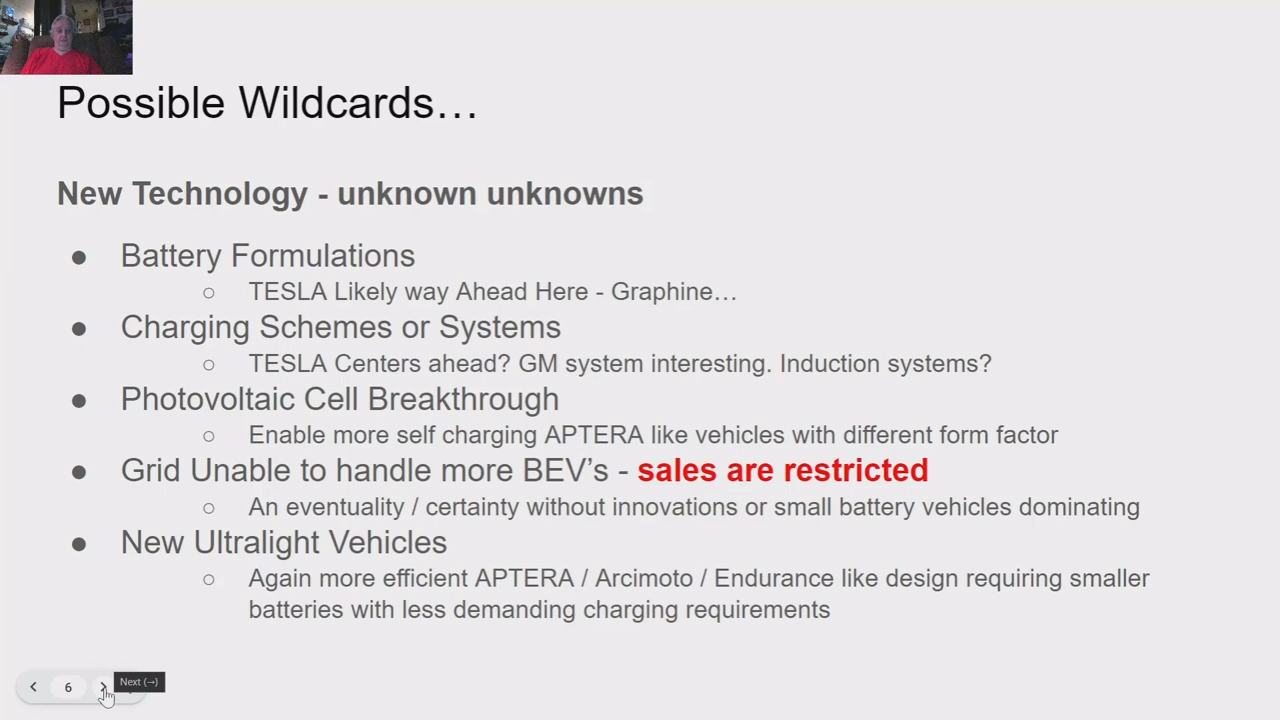 Possible Wildcards…
New Technology - unknown unknowns
● Battery Formulations
○ TESLA Likely way Ahead Here - Graphine…
● Charging Schemes or Systems
○ TESLA Centers ahead? GM system interesting. Induction systems?
● Photovoltaic Cell Breakthrough
○ Enable more self charging APTERA like vehicles with different form factor
● Grid Unable to handle more BEV’s - sales are restricted
○ An eventuality / certainty without innovations or small battery vehicles dominating
● New Ultralight Vehicles
○ Again more efficient APTERA / Arcimoto / Endurance like design requiring smaller
batteries with less demanding charging requirements
6
Next (→)